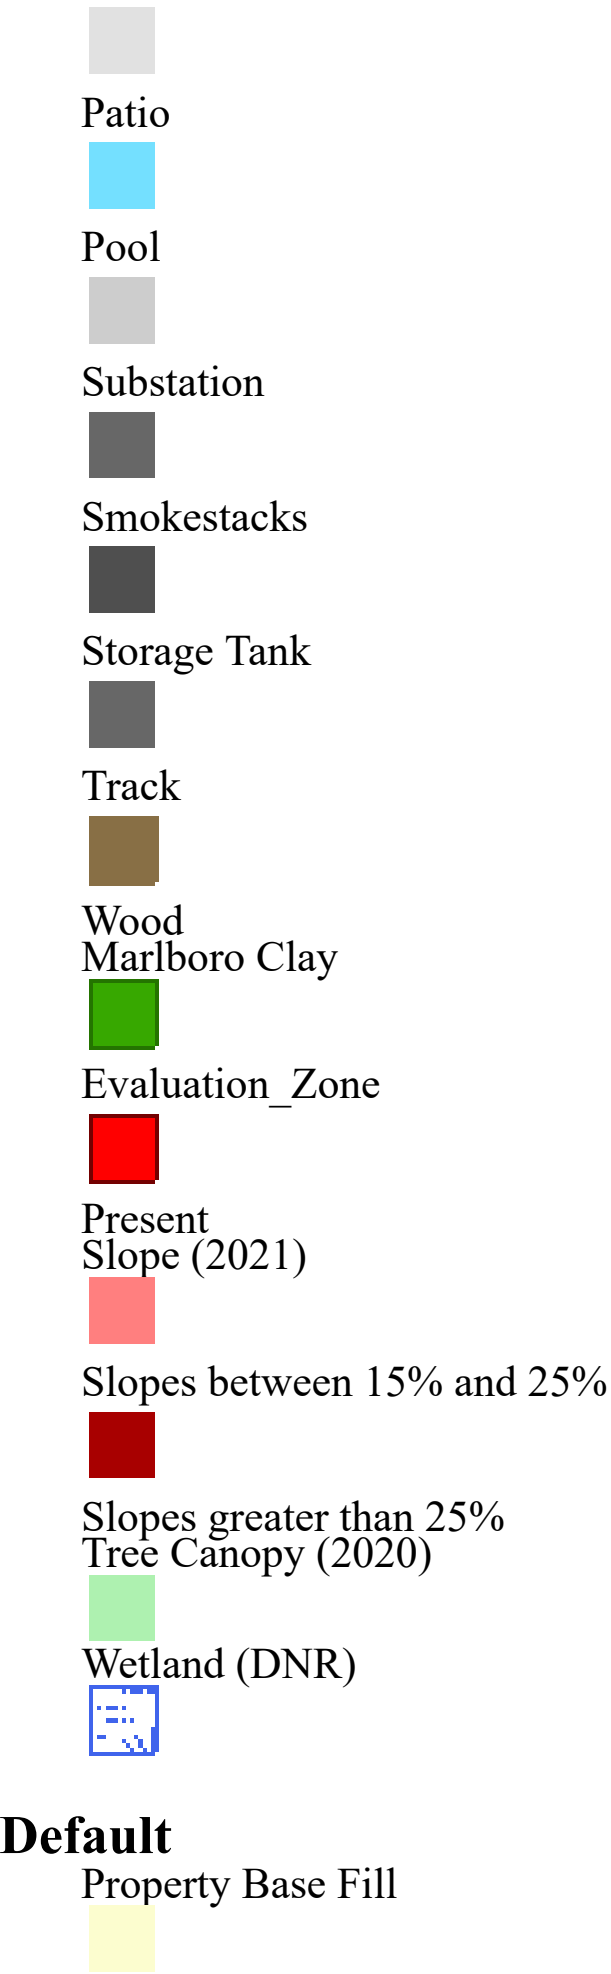 Patio
Pool
Substation
Smokestacks
Storage Tank
Track
Wood
Marlboro Clay
Evaluation_Zone
Present
Slope (2021)
Slopes between 15% and 25%
Slopes greater than 25%
Tree Canopy (2020)
Wetland (DNR)
Default
Property Base Fill